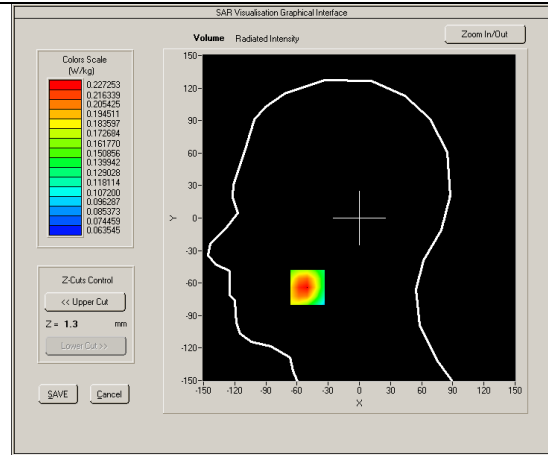 SAR Visualisation Graphical Interface
Volume Radiated Intensity
Zoom In/Out
Colors Scale
(W/kg)
0.227253
0.216339
0.205425
0.194511
0.183597
0.172684
0.161770
0.150856
0.139942
0.129028
0.118114
0.107200
0.096287
0.085373
0.074459
0.063545
Z-Cuts Control
<< Upper Cut
Z = 1.3 mm
Lower Cut >>
SAVE Cancel
150
120
90
60
30
0
-30
-60
-90
-120
-150
Y
-150 -120 -90 -60 -30 0 30 60 90 120 150
X